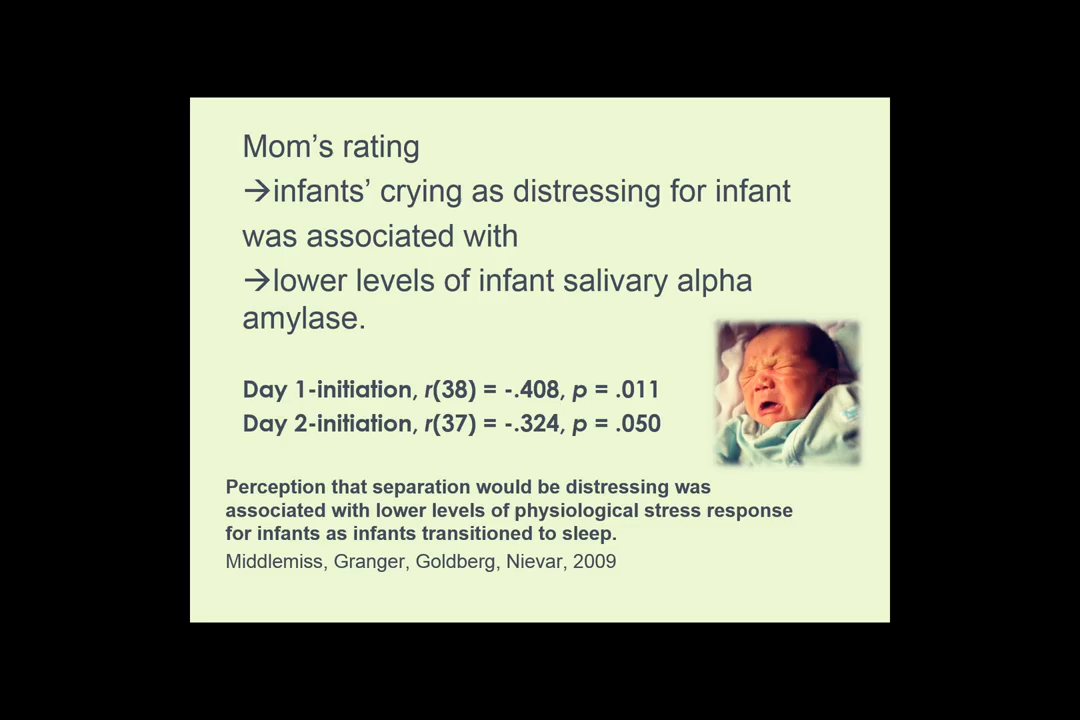 Mom’s rating
→infants’ crying as distressing for infant
was associated with
→lower levels of infant salivary alpha
amylase.
Day 1-initiation, r(38) = -.408, p = .011
Day 2-initiation, r(37) = -.324, p = .050
Perception that separation would be distressing was
associated with lower levels of physiological stress response
for infants as infants transitioned to sleep.
Middlemiss, Granger, Goldberg, Nievar, 2009